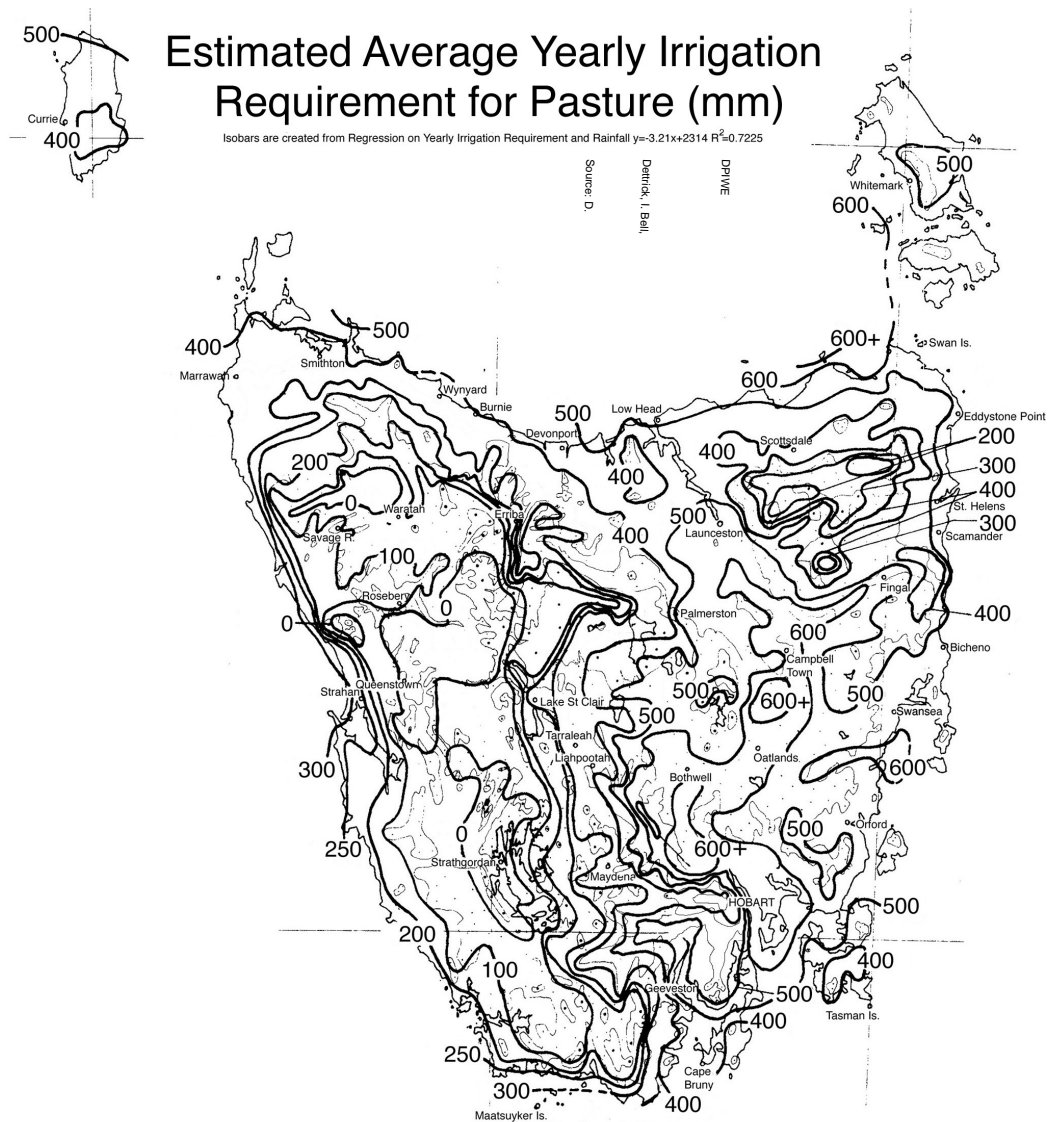 500
Estimated Average Yearly Irrigation
Requirement for Pasture (mm)
Currie
400
Isobars are created from Regression on Yearly Irrigation Requirement and Rainfall y=-3.21x+2314 R²=0.7225
Source: D.
Dettrick, I. Bell,
DPIWE
500
Whitemark
600
500
400
600+
Swan Is.
Smithton
Marrawah
600
Wynyard
Burnie
500
Low Head
Eddystone Point
Devonport
Scottsdale
200
400
200
400
300
400
0
Waratah
Erriba
500
St. Helens
300
Launceston
Savage R.
400
Scamander
100
Fingal
Rosebery
0
Palmerston
400
0
600
Bicheno
Campbell
Town
Queenstown
Strahan
500
Lake St Clair
600+
500
500
Swansea
Tarraleah
Liahpootah
Oatlands
300
600
Bothwell
0
500
Orford
250
600+
Strathgordan
Maydena
HOBART
500
200
400
100
Geeveston
500
Tasman Is.
400
250
Cape
Bruny
300
400
Maatsuyker Is.